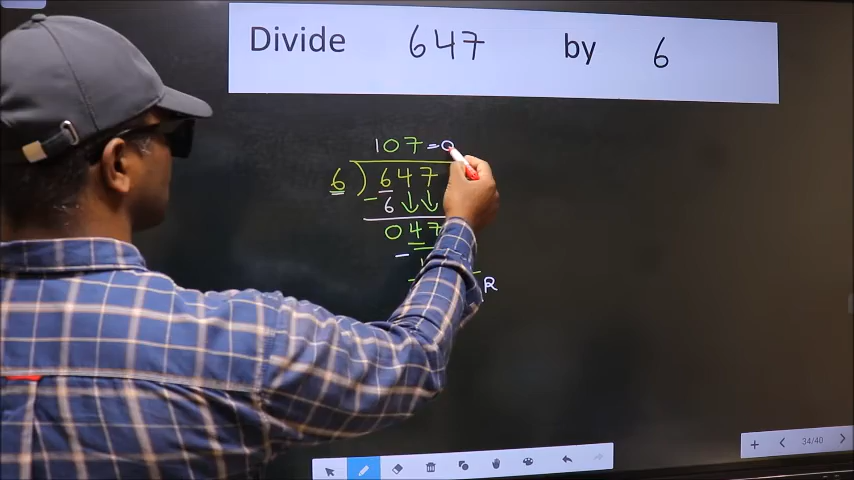 Divide 647 by 6
107 = Q
6 ) 647
- 6
047
-
R
34/40